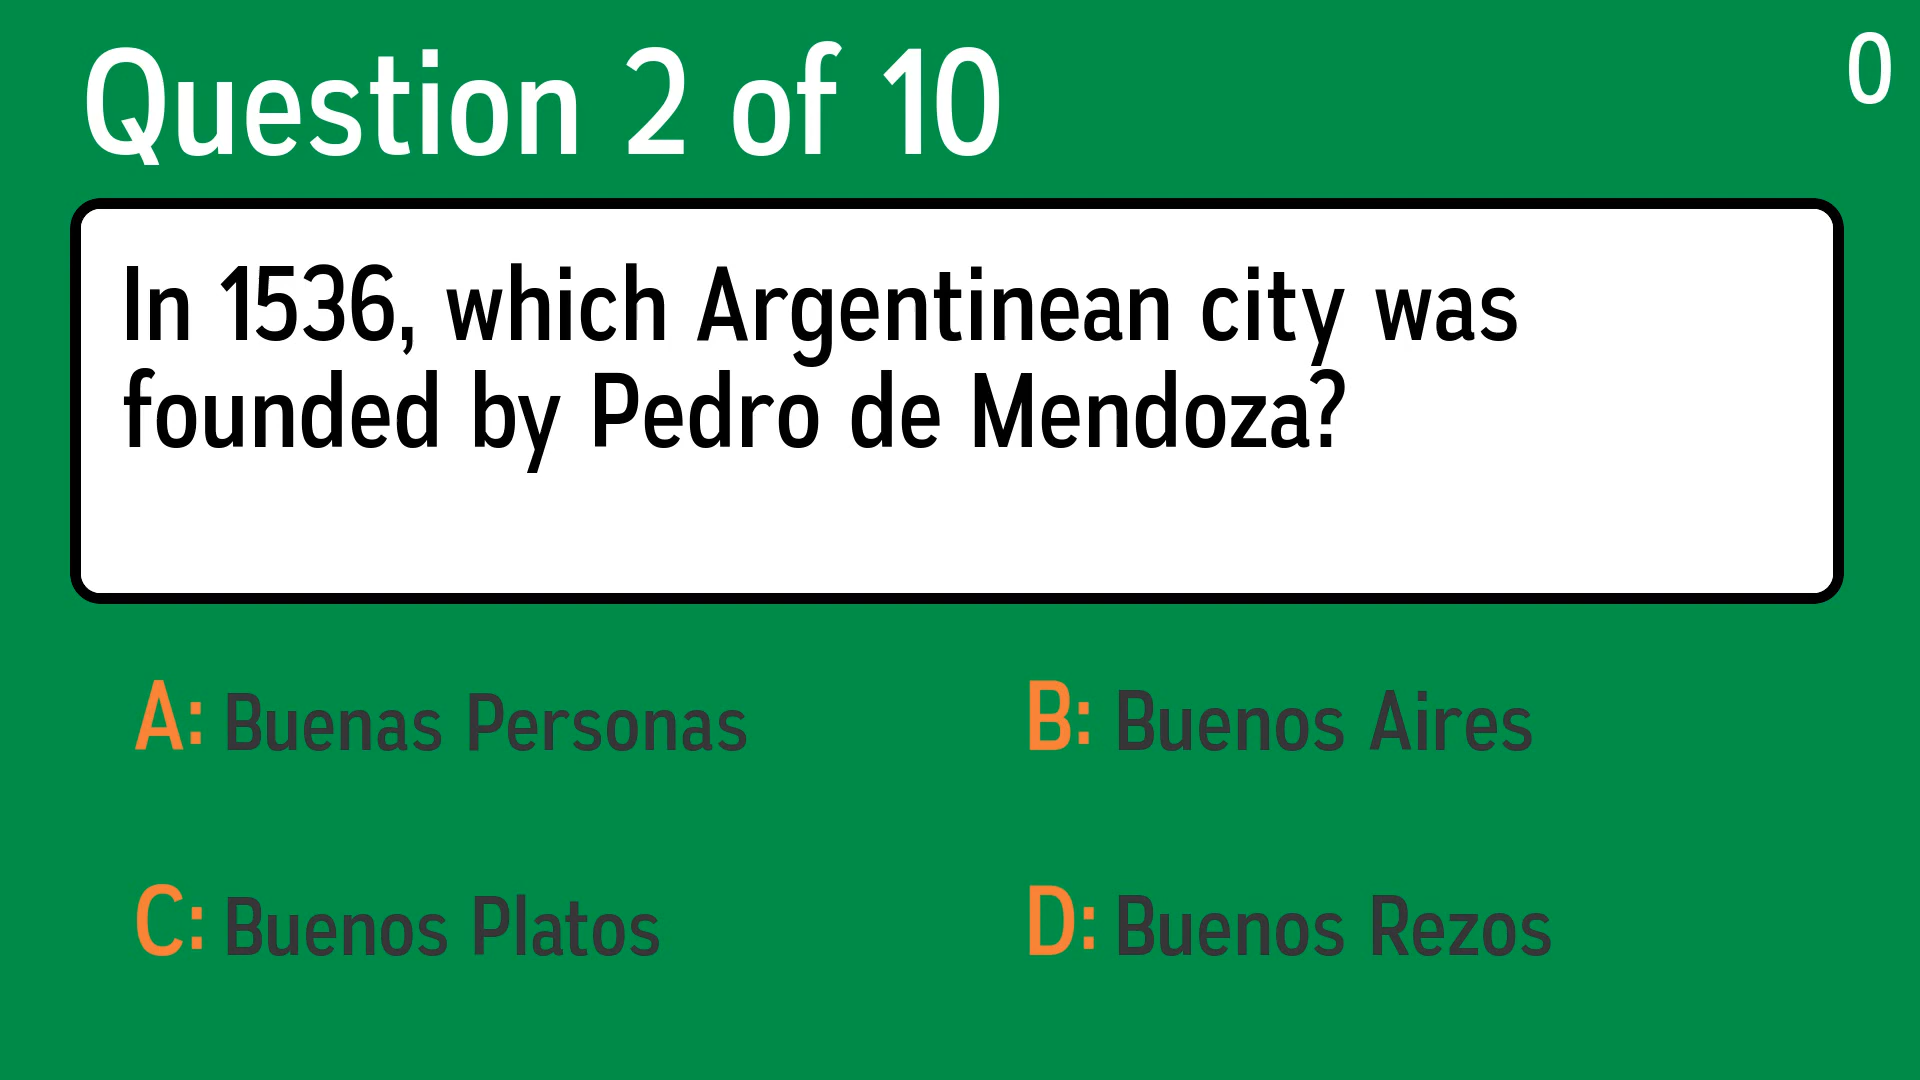 Question 2 of 10
0
In 1536, which Argentinean city was
founded by Pedro de Mendoza?
A: Buenas Personas
B: Buenos Aires
C: Buenos Platos
D: Buenos Rezos